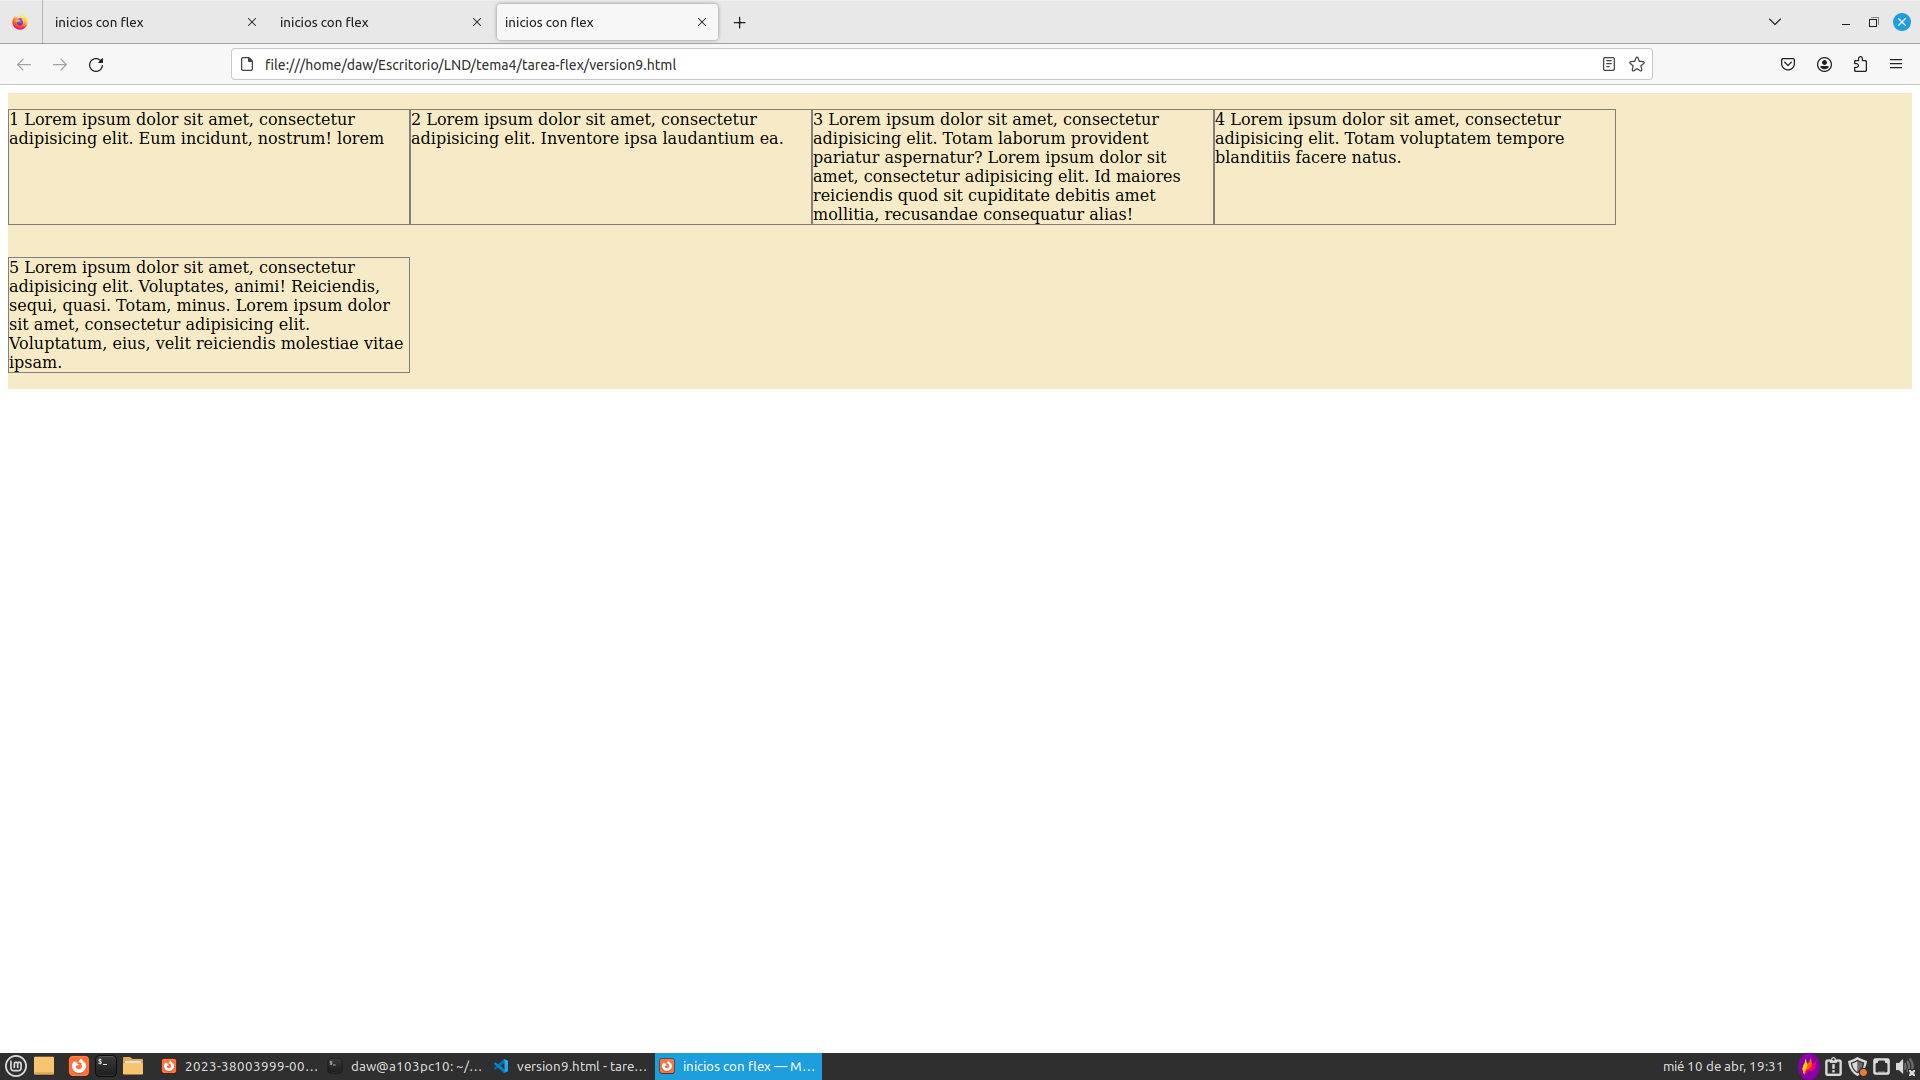 inicios con flex
inicios con flex
inicios con flex
file:///home/daw/Escritorio/LND/tema4/tarea-flex/version9.html
1 Lorem ipsum dolor sit amet, consectetur
adipisicing elit. Eum incidunt, nostrum! lorem
2 Lorem ipsum dolor sit amet, consectetur
adipisicing elit. Inventore ipsa laudantium ea.
3 Lorem ipsum dolor sit amet, consectetur
adipisicing elit. Totam laborum provident
pariatur aspernatur? Lorem ipsum dolor sit
amet, consectetur adipisicing elit. Id maiores
reiciendis quod sit cupiditate debitis amet
mollitia, recusandae consequatur alias!
4 Lorem ipsum dolor sit amet, consectetur
adipisicing elit. Totam voluptatem tempore
blanditiis facere natus.
5 Lorem ipsum dolor sit amet, consectetur
adipisicing elit. Voluptates, animi! Reiciendis,
sequi, quasi. Totam, minus. Lorem ipsum dolor
sit amet, consectetur adipisicing elit.
Voluptatum, eius, velit reiciendis molestiae vitae
ipsam.
2023-38003999-00...
daw@a103pc10: ~/...
version9.html - tare...
inicios con flex — M...
mié 10 de abr, 19:31